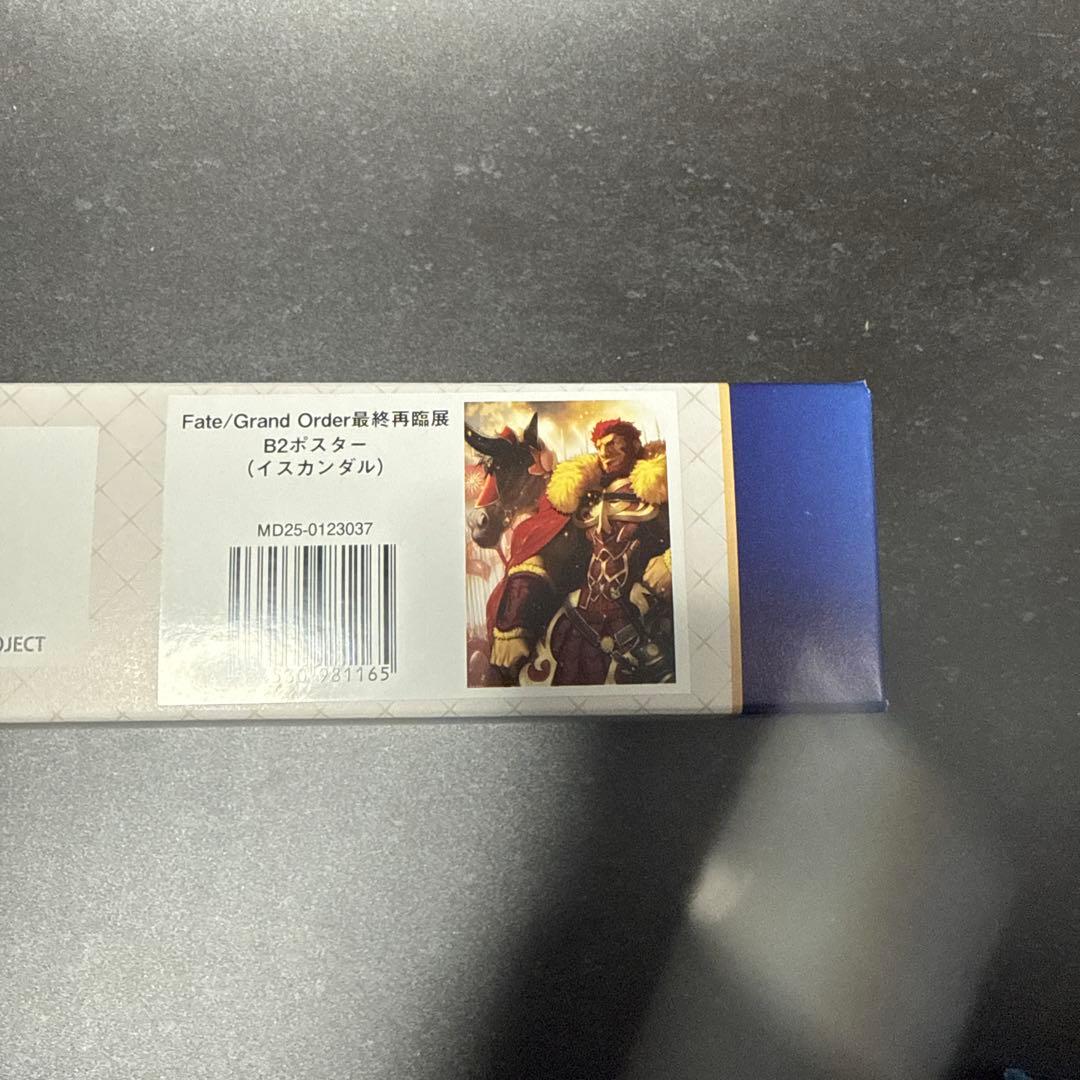 Fate/Grand Order最終再臨展
B2ポスター
(イスカンダル)
MD25-0123037
981165
OJECT